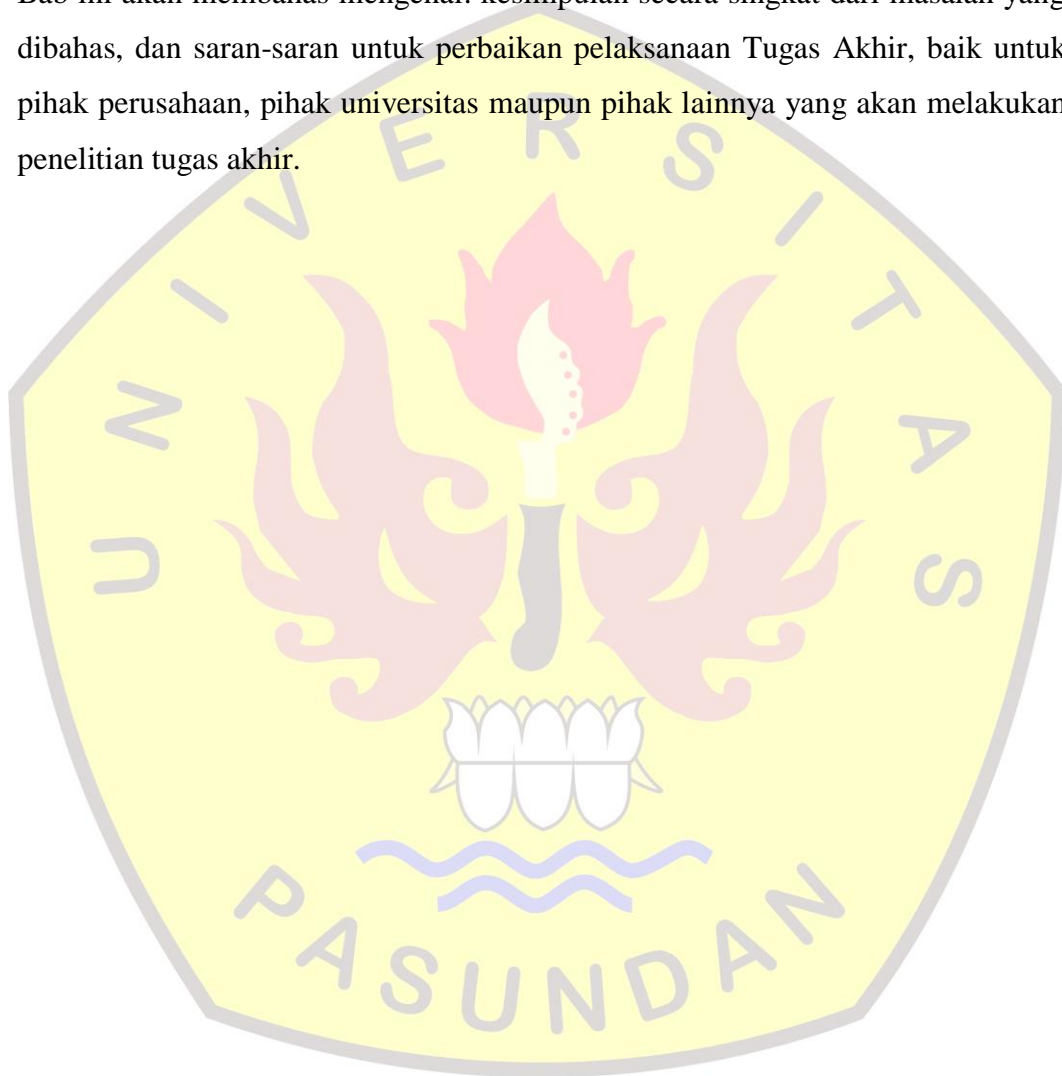 Bab ini akan membahas mengenai: kesimpulan secara singkat dari masalah yang
dibahas, dan saran-saran untuk perbaikan pelaksanaan Tugas Akhir, baik untuk
pihak perusahaan, pihak universitas maupun pihak lainnya yang akan melakukan
penelitian tugas akhir.
UNIVERSITAS
PASUNDAN